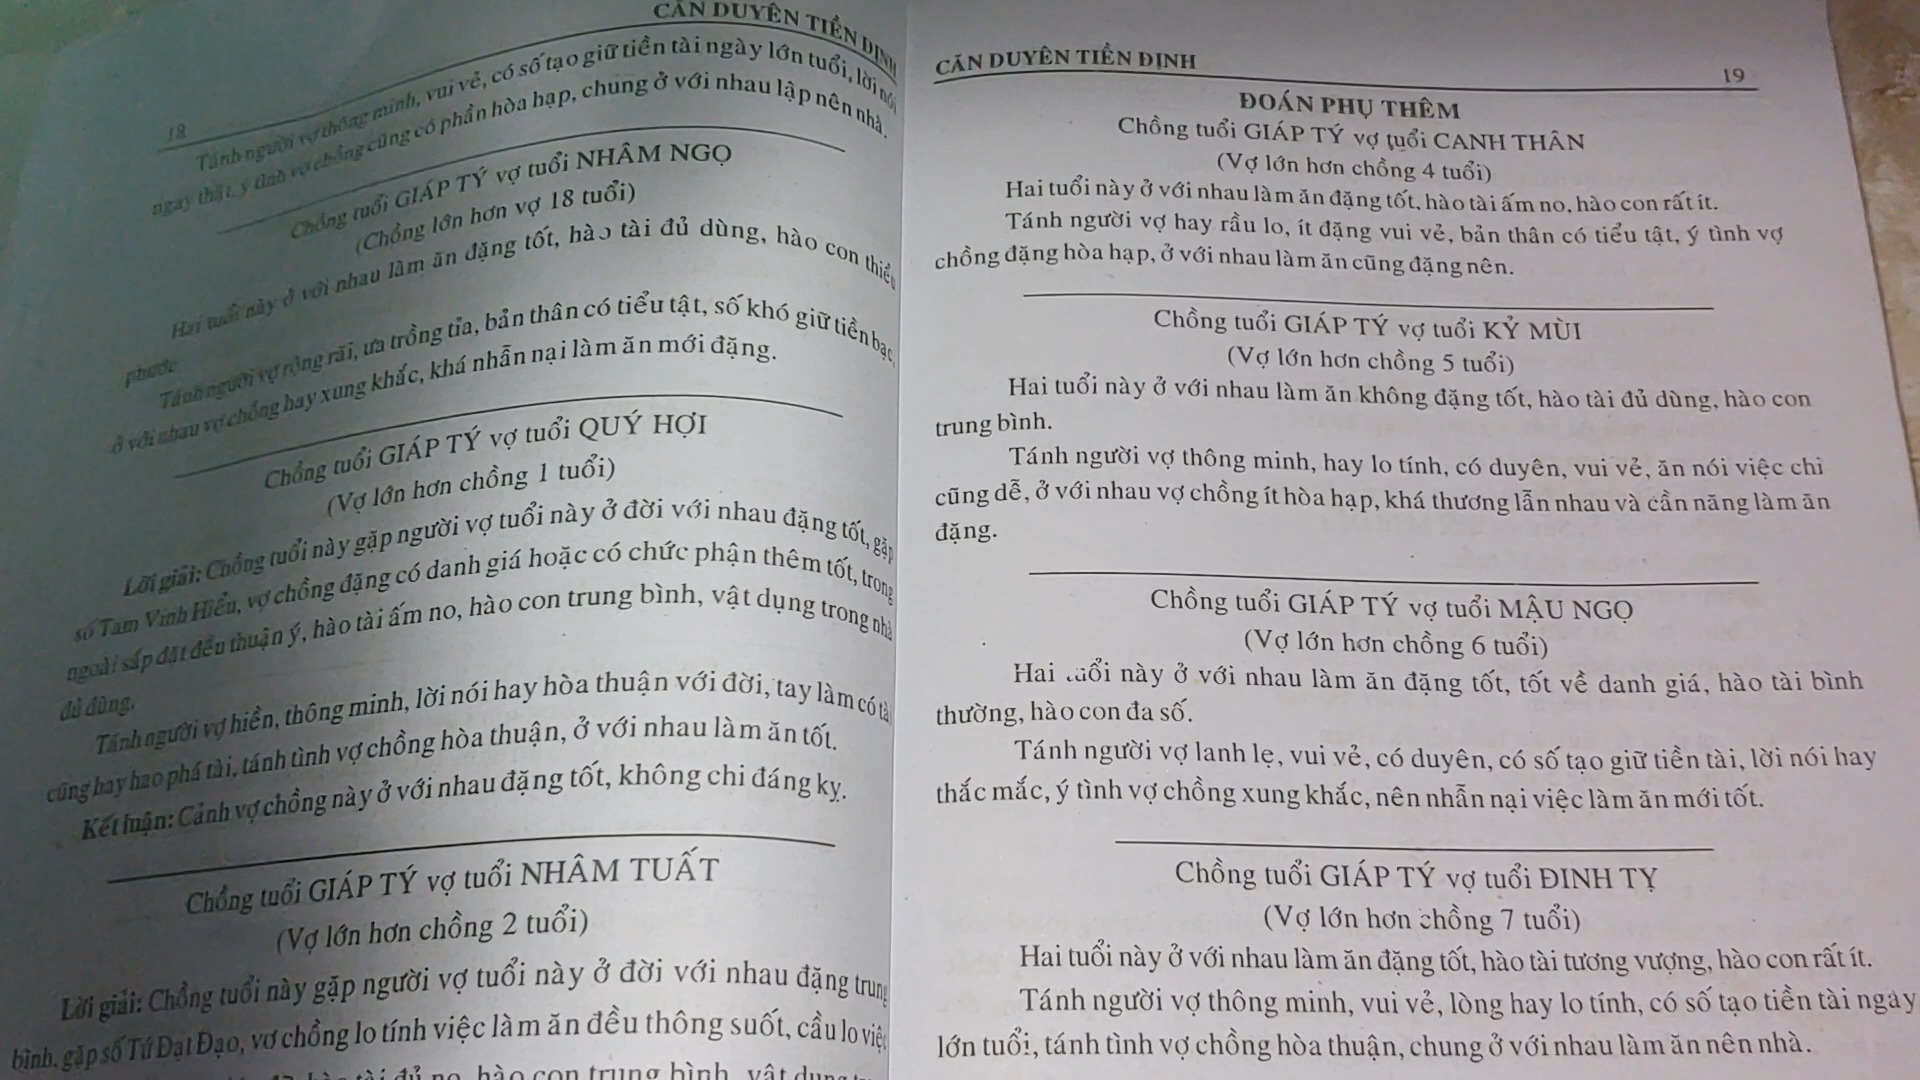 CĂN DUYÊN TIỀN ĐỊNH
18
Tánh người vợ thông minh, vui vẻ, có số tạo giữ tiền tài ngày lớn tuổi, lời nói
ngay thật, ý tình vợ chồng cũng có phần hòa hạp, chung ở với nhau lập nên nhà.
Chồng tuổi GIÁP TÝ vợ tuổi NHÂM NGỌ
(Chồng lớn hơn vợ 18 tuổi)
Hai tuổi này ở với nhau làm ăn đặng tốt, hào tài đủ dùng, hào con thiểu
phước.
Tánh người vợ rộng rãi, ưa trồng tỉa, bản thân có tiểu tật, số khó giữ tiền bạc,
ở với nhau vợ chồng hay xung khắc, khá nhẫn nại làm ăn mới đặng.
Chồng tuổi GIÁP TÝ vợ tuổi QUÝ HỢI
(Vợ lớn hơn chồng 1 tuổi)
Lời giải: Chồng tuổi này gặp người vợ tuổi này ở đời với nhau đặng tốt, gặp
số Tam Vinh Hiển, vợ chồng đặng có danh giá hoặc có chức phận thêm tốt, trong
ngoài sắp đặt đều thuận ý, hào tài ấm no, hào con trung bình, vật dụng trong nhà
đủ dùng.
Tánh người vợ hiền, thông minh, lời nói hay hòa thuận với đời, tay làm có tà
cũng hay hao phá tài, tánh tình vợ chồng hòa thuận, ở với nhau làm ăn tốt.
Kết luận: Cảnh vợ chồng này ở với nhau đặng tốt, không chi đáng kỵ.
Chồng tuổi GIÁP TÝ vợ tuổi NHÂM TUẤT
(Vợ lớn hơn chồng 2 tuổi)
Lời giải: Chồng tuổi này gặp người vợ tuổi này ở đời với nhau đặng trung
bình, gặp số Tứ Đạt Đạo, vợ chồng lo tính việc làm ăn đều thông suốt, cầu lo việc
hào tài đủ no, hào con trung bình, vật dụng
CĂN DUYÊN TIỀN ĐỊNH
19
ĐOÁN PHỤ THÊM
Chồng tuổi GIÁP TÝ vợ tuổi CANH THÂN
(Vợ lớn hơn chồng 4 tuổi)
Hai tuổi này ở với nhau làm ăn đặng tốt, hào tài ấm no, hào con rất ít.
Tánh người vợ hay rầu lo, ít đặng vui vẻ, bản thân có tiểu tật, ý tình vợ
chồng đặng hòa hạp, ở với nhau làm ăn cũng đặng nên.
Chồng tuổi GIÁP TÝ vợ tuổi KỶ MÙI
(Vợ lớn hơn chồng 5 tuổi)
Hai tuổi này ở với nhau làm ăn không đặng tốt, hào tài đủ dùng, hào con
trung bình.
Tánh người vợ thông minh, hay lo tính, có duyên, vui vẻ, ăn nói việc chi
cũng dễ, ở với nhau vợ chồng ít hòa hạp, khá thương lẫn nhau và cần năng làm ăn
đặng.
Chồng tuổi GIÁP TÝ vợ tuổi MẬU NGỌ
(Vợ lớn hơn chồng 6 tuổi)
Hai tuổi này ở với nhau làm ăn đặng tốt, tốt về danh giá, hào tài bình
thường, hào con đa số.
Tánh người vợ lanh lẹ, vui vẻ, có duyên, có số tạo giữ tiền tài, lời nói hay
thắc mắc, ý tình vợ chồng xung khắc, nên nhẫn nại việc làm ăn mới tốt.
Chồng tuổi GIÁP TÝ vợ tuổi ĐINH TỴ
(Vợ lớn hơn chồng 7 tuổi)
Hai tuổi này ở với nhau làm ăn đặng tốt, hào tài tương vượng, hào con rất ít.
Tánh người vợ thông minh, vui vẻ, lòng hay lo tính, có số tạo tiền tài ngày
lớn tuổi, tánh tình vợ chồng hòa thuận, chung ở với nhau làm ăn nên nhà.